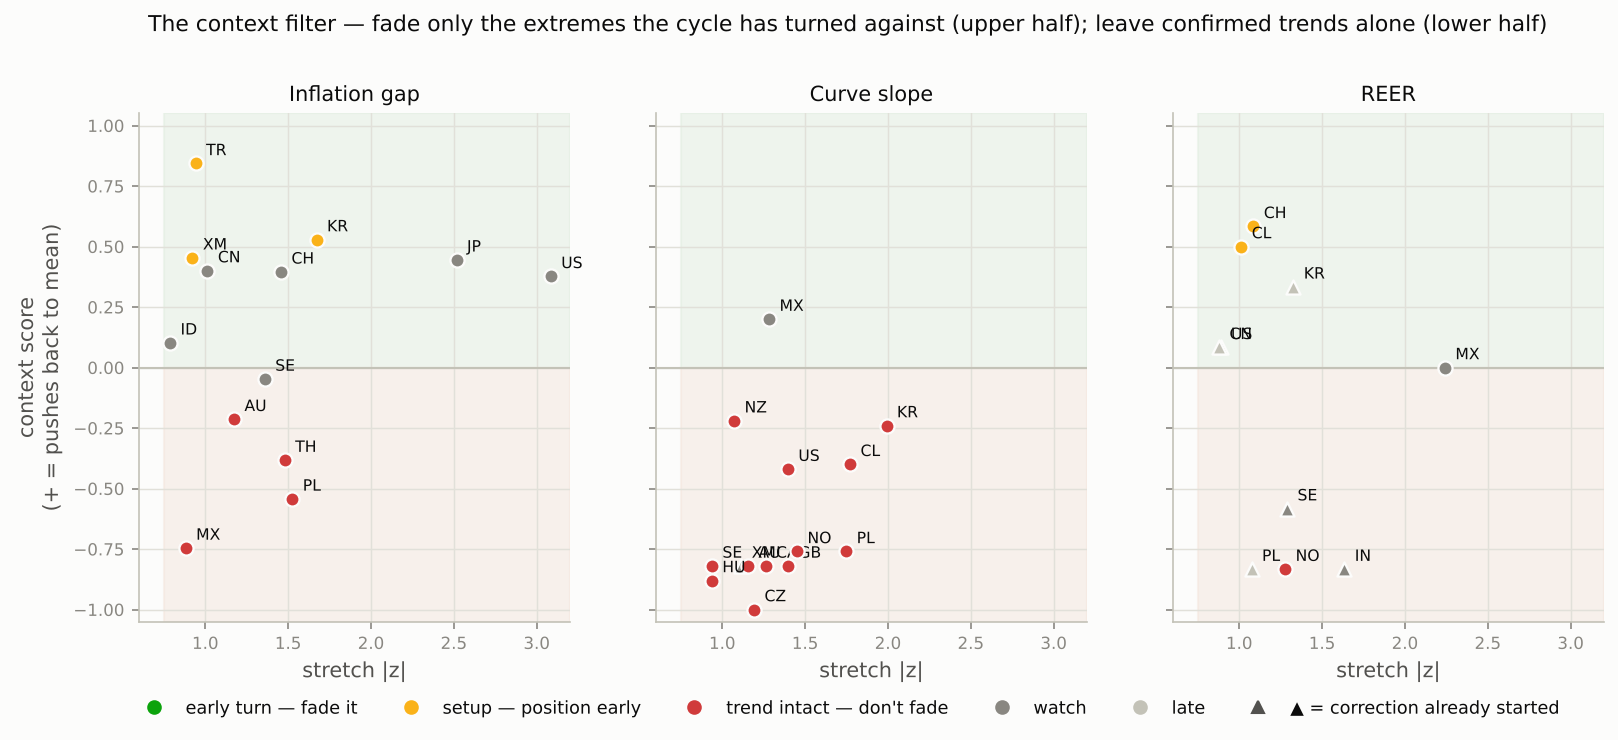 The context filter — fade only the extremes the cycle has turned against (upper half); leave confirmed trends alone (lower half)
Inflation gap
Curve slope
REER
context score
(+ = pushes back to mean)
1.00
0.75
0.50
0.25
0.00
−0.25
−0.50
−0.75
−1.00
TR
KR
XM
CN
CH
JP
US
ID
SE
AU
TH
PL
MX
1.0 1.5 2.0 2.5 3.0
stretch |z|
MX
NZ
KR
US
CL
NO
PL
SE
XM
AU
CA
GB
HU
CZ
1.0 1.5 2.0 2.5 3.0
stretch |z|
CH
CL
KR
US
MX
SE
PL
NO
IN
1.0 1.5 2.0 2.5 3.0
stretch |z|
early turn — fade it
setup — position early
trend intact — don't fade
watch
late
▲ = correction already started